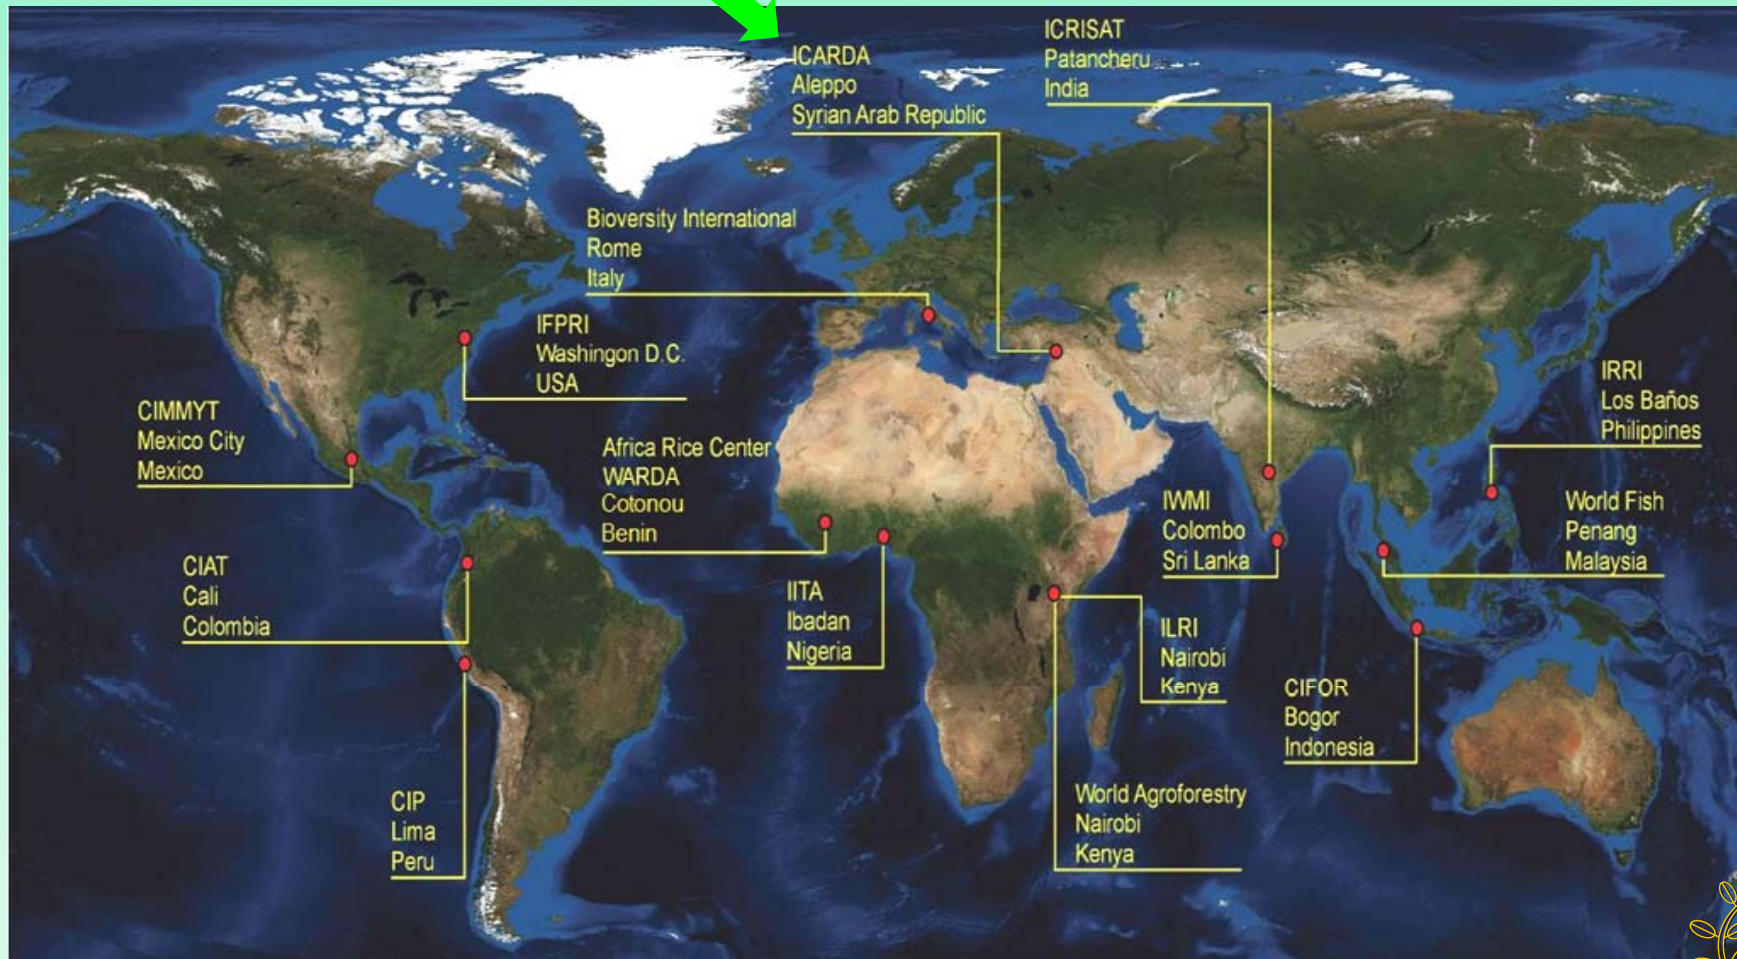 ICARDA
Aleppo
Syrian Arab Republic
ICRISAT
Patancheru
India
Bioversity International
Rome
Italy
IFPRI
Washingon D.C.
USA
CIMMYT
Mexico City
Mexico
Africa Rice Center
WARDA
Cotonou
Benin
IRRI
Los Baños
Philippines
IWMI
Colombo
Sri Lanka
World Fish
Penang
Malaysia
CIAT
Cali
Colombia
IITA
Ibadan
Nigeria
ILRI
Nairobi
Kenya
CIFOR
Bogor
Indonesia
CIP
Lima
Peru
World Agroforestry
Nairobi
Kenya